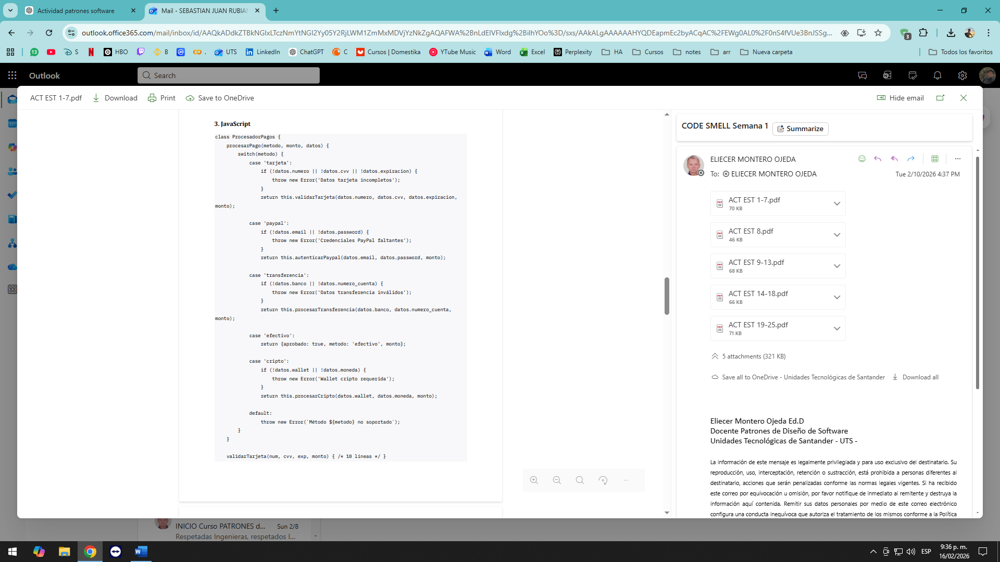 Actividad patrones software
Mail - SEBASTIAN JUAN RUBIAN
outlook.office365.com/mail/inbox/id/AAQkADdkZTBkNGIxLTczNmYtNGI2Yy05Y2RjLWM1ZmMxMDVjYzNkZgAQAFWA%2BnLdEIVFIxdg%2BilhYOo%3D/sxs/AAkALgAAAAAAHYQDEapmEc2byACqAC%2FEWg0AL0%2F0nS4fVUe3BnJSSg...
3
13
S
HBO
B
.
UTS
LinkedIn
ChatGPT
C
Cursos | Domestika
YTube Music
Word
Excel
Perplexity
HA
Cursos
notes
arr
Nueva carpeta
Todos los favoritos
Outlook
Search
ACT EST 1-7.pdf
Download
Print
Save to OneDrive
Hide email
3. JavaScript
class ProcesadorPagos {
procesarPago(metodo, monto, datos) {
switch(metodo) {
case 'tarjeta':
if (!datos.numero || !datos.cvv || !datos.expiracion) {
throw new Error('Datos tarjeta incompletos');
}
return this.validarTarjeta(datos.numero, datos.cvv, datos.expiracion,
monto);
case 'paypal':
if (!datos.email || !datos.password) {
throw new Error('Credenciales PayPal faltantes');
}
return this.autenticarPaypal(datos.email, datos.password, monto);
case 'transferencia':
if (!datos.banco || !datos.numero_cuenta) {
throw new Error('Datos transferencia inválidos');
}
return this.procesarTransferencia(datos.banco, datos.numero_cuenta,
monto);
case 'efectivo':
return {aprobado: true, metodo: 'efectivo', monto};
case 'cripto':
if (!datos.wallet || !datos.moneda) {
throw new Error('Wallet cripto requerida');
}
return this.procesarCripto(datos.wallet, datos.moneda, monto);
default:
throw new Error(`Método ${metodo} no soportado`);
}
}
validarTarjeta(num, cvv, exp, monto) { /* 10 líneas */ }
CODE SMELL Semana 1
Summarize
ELIECER MONTERO OJEDA
To: ELIECER MONTERO OJEDA
Tue 2/10/2026 4:37 PM
ACT EST 1-7.pdf
70 KB
ACT EST 8.pdf
46 KB
ACT EST 9-13.pdf
68 KB
ACT EST 14-18.pdf
66 KB
ACT EST 19-25.pdf
71 KB
5 attachments (321 KB)
Save all to OneDrive - Unidades Tecnológicas de Santander
Download all
Eliecer Montero Ojeda Ed.D
Docente Patrones de Diseño de Software
Unidades Tecnológicas de Santander - UTS -
La información de este mensaje es legalmente privilegiada y para uso exclusivo del destinatario. Su
reproducción, uso, interceptación, retención o sustracción, está prohibida a personas diferentes al
destinatario, acciones que serán penalizadas conforme las normas legales vigentes. Si ha recibido
este correo por equivocación u omisión, por favor notifique de inmediato al remitente y destruya la
información aquí contenida. Remitir sus datos personales por medio de este correo electrónico
configura una conducta inequívoca que autoriza el tratamiento de los mismos conforme a la Política
INICIO Curso PATRONES d...
Sun 2/8
Respetadas Ingenieras, respetados I...
ESP
9:36 p. m.
16/02/2026